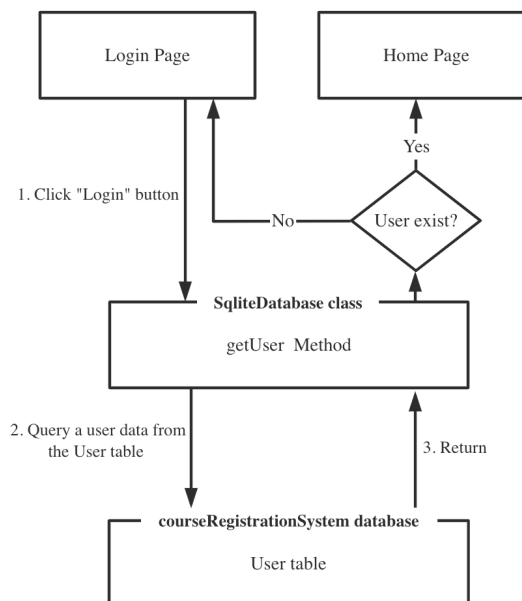 Login Page
Home Page
Yes
1. Click "Login" button
No
User exist?
SqliteDatabase class
getUser Method
2. Query a user data from
the User table
3. Return
courseRegistrationSystem database
User table